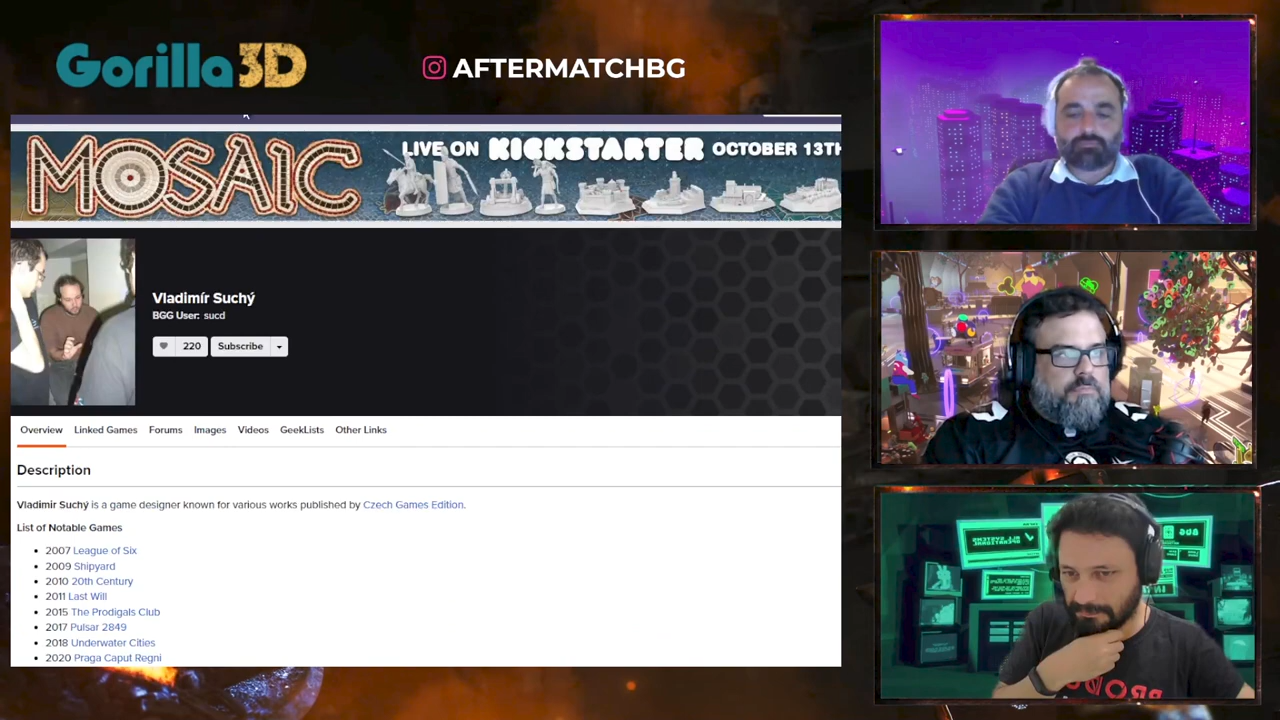 Gorilla3D
AFTERMATCHBG
MOSAIC
LIVE ON KICKSTARTER OCTOBER 13TH
Vladimír Suchý
BGG User: sucd
220
Subscribe
Overview
Linked Games
Forums
Images
Videos
GeekLists
Other Links
Description
Vladimír Suchý is a game designer known for various works published by Czech Games Edition.
List of Notable Games
2007 League of Six
2009 Shipyard
2010 20th Century
2011 Last Will
2015 The Prodigals Club
2017 Pulsar 2849
2018 Underwater Cities
2020 Praga Caput Regni